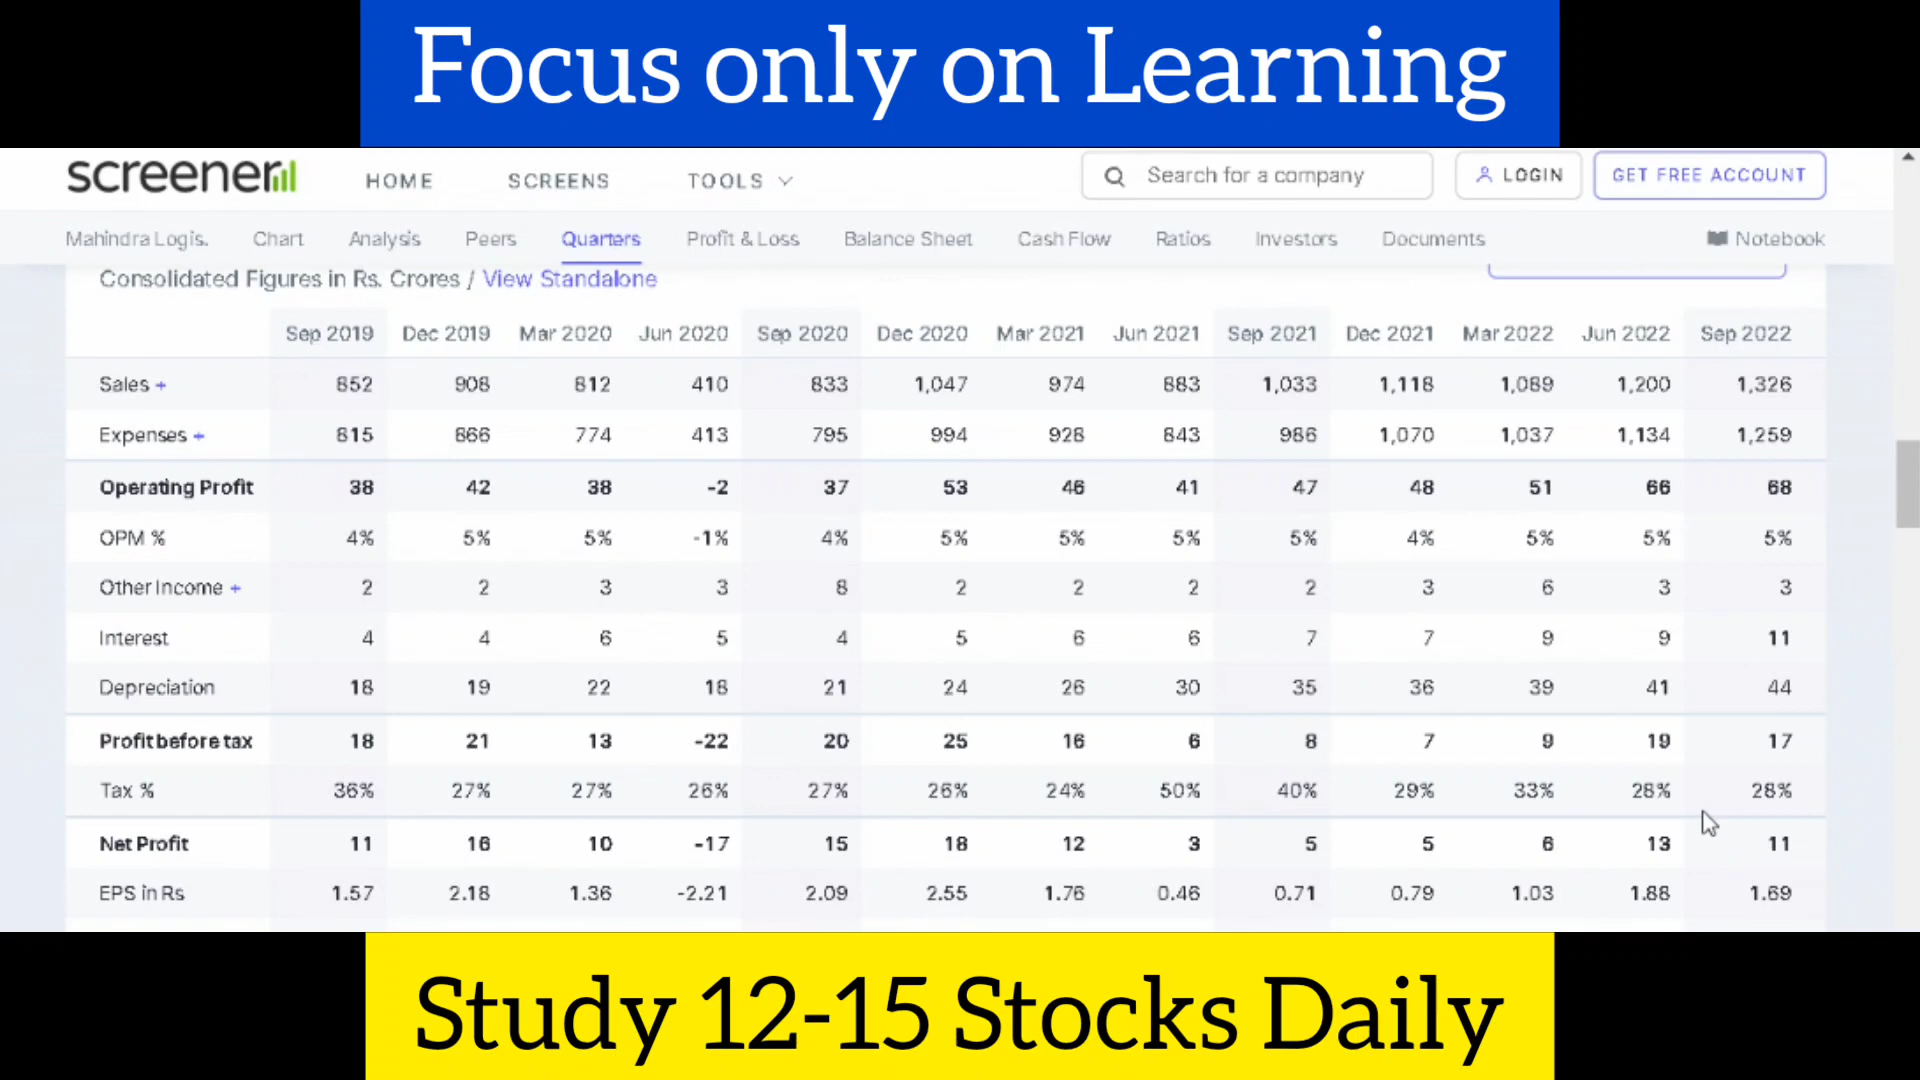 Focus only on Learning
screener
HOME SCREENS TOOLS Search for a company LOGIN GET FREE ACCOUNT
Mahindra Logis. Chart Analysis Peers Quarters Profit & Loss Balance Sheet Cash Flow Ratios Investors Documents Notebook
Consolidated Figures in Rs. Crores / View Standalone
Sep 2019 Dec 2019 Mar 2020 Jun 2020 Sep 2020 Dec 2020 Mar 2021 Jun 2021 Sep 2021 Dec 2021 Mar 2022 Jun 2022 Sep 2022
Sales + 852 908 812 410 833 1,047 974 883 1,033 1,118 1,089 1,200 1,326
Expenses + 815 866 774 413 795 994 928 843 986 1,070 1,037 1,134 1,259
Operating Profit 38 42 38 -2 37 53 46 41 47 48 51 66 68
OPM % 4% 5% 5% -1% 4% 5% 5% 5% 5% 4% 5% 5% 5%
Other Income + 2 2 3 3 8 2 2 2 2 3 6 3 3
Interest 4 4 6 5 4 5 6 6 7 7 9 9 11
Depreciation 18 19 22 18 21 24 26 30 35 36 39 41 44
Profit before tax 18 21 13 -22 20 25 16 6 8 7 9 19 17
Tax % 36% 27% 27% 26% 27% 26% 24% 50% 40% 29% 33% 28% 28%
Net Profit 11 16 10 -17 15 18 12 3 5 5 6 13 11
EPS in Rs 1.57 2.18 1.36 -2.21 2.09 2.55 1.76 0.46 0.71 0.79 1.03 1.88 1.69
Study 12-15 Stocks Daily